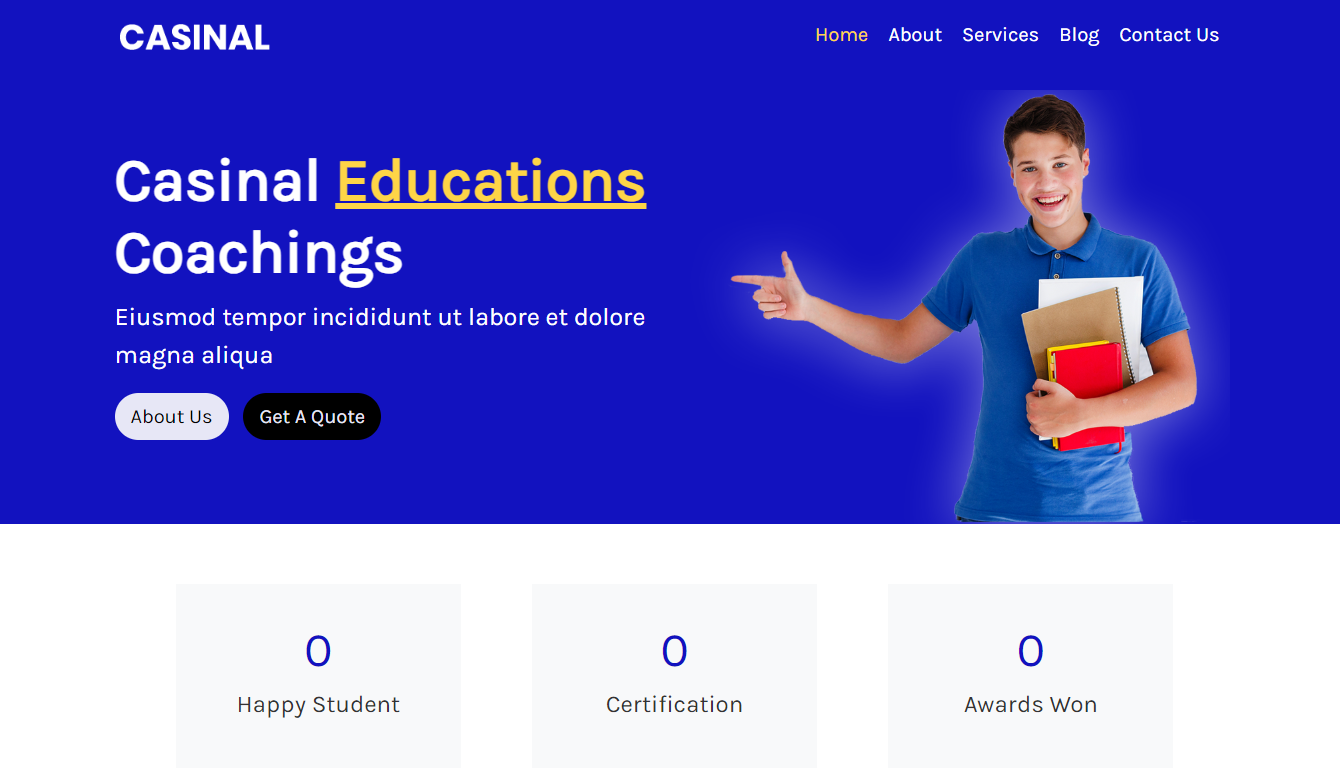 CASINAL
Home About Services Blog Contact Us
Casinal Educations
Coachings
Eiusmod tempor incididunt ut labore et dolore
magna aliqua
About Us Get A Quote
0 0 0
Happy Student Certification Awards Won